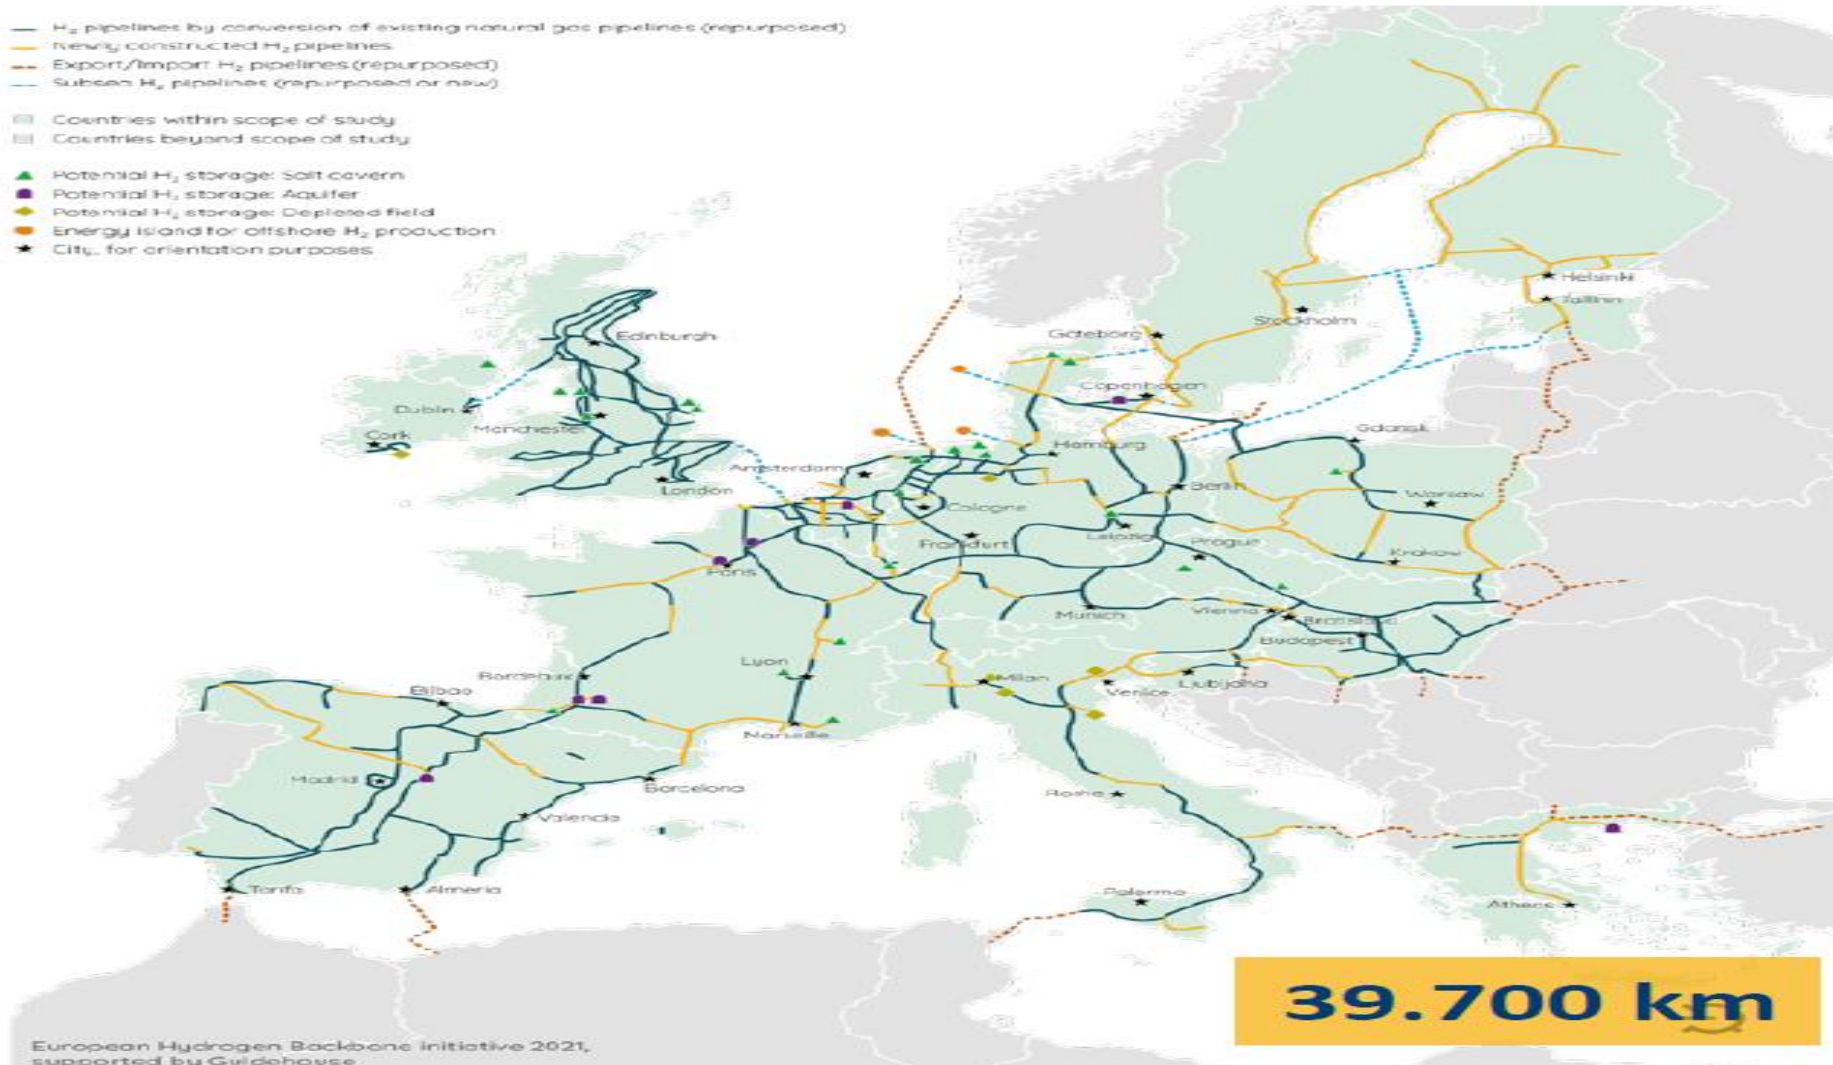 H₂ pipelines by conversion of existing natural gas pipelines (repurposed)
Newly constructed H₂ pipelines
Export/Import H₂ pipelines (repurposed)
Subsea H₂ pipelines (repurposed or new)
Countries within scope of study
Countries beyond scope of study
Potential H₂ storage: Salt cavern
Potential H₂ storage: Aquifer
Potential H₂ storage: Depleted field
Energy island for offshore H₂ production
City, for orientation purposes
Helsinki
Tallinn
Stockholm
Göteborg
Edinburgh
Copenhagen
Dublin
Manchester
Cork
Gdansk
Hamburg
Amsterdam
London
Berlin
Warsaw
Cologne
Leipzig
Frankfurt
Prague
Krakow
Paris
Munich
Vienna
Bratislava
Budapest
Lyon
Bordeaux
Milan
Venice
Ljubljana
Bilbao
Marseille
Madrid
Barcelona
Rome
Valencia
Tarifa
Almeria
Palermo
Athens
39.700 km
European Hydrogen Backbone initiative 2021,
supported by Guidehouse